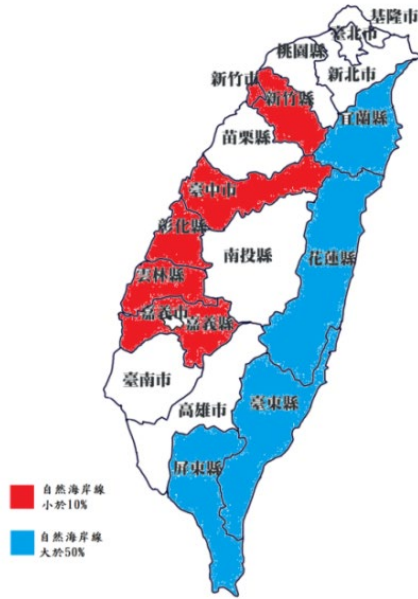 基隆市
臺北市
桃園縣
新北市
新竹市
新竹縣
宜蘭縣
苗栗縣
臺中市
彰化縣
南投縣
花蓮縣
雲林縣
嘉義市
嘉義縣
臺南市
高雄市
臺東縣
屏東縣
自然海岸線
小於10%
自然海岸線
大於50%